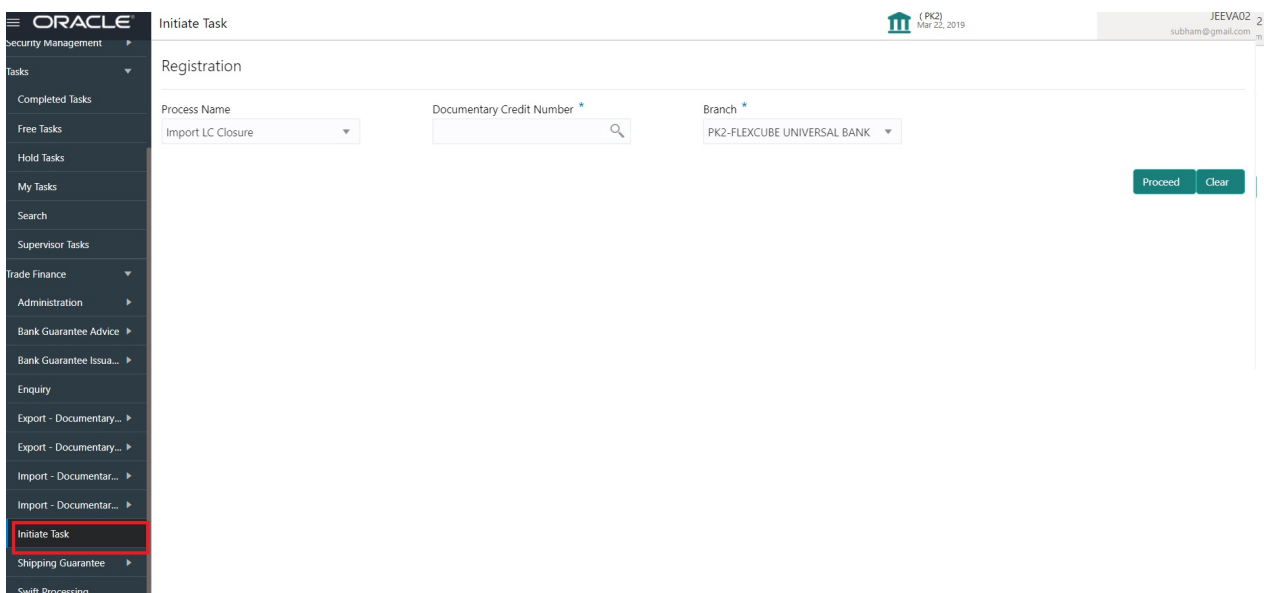 ORACLE
Initiate Task
( PK2)
Mar 22, 2019
JEEVA02
subham@gmail.com
2
m
Security Management
Tasks
Completed Tasks
Free Tasks
Hold Tasks
My Tasks
Search
Supervisor Tasks
Trade Finance
Administration
Bank Guarantee Advice
Bank Guarantee Issua...
Enquiry
Export - Documentary...
Export - Documentary...
Import - Documentar...
Import - Documentar...
Initiate Task
Shipping Guarantee
Swift Processing
Registration
Process Name
Import LC Closure
Documentary Credit Number *
Branch *
PK2-FLEXCUBE UNIVERSAL BANK
Proceed
Clear